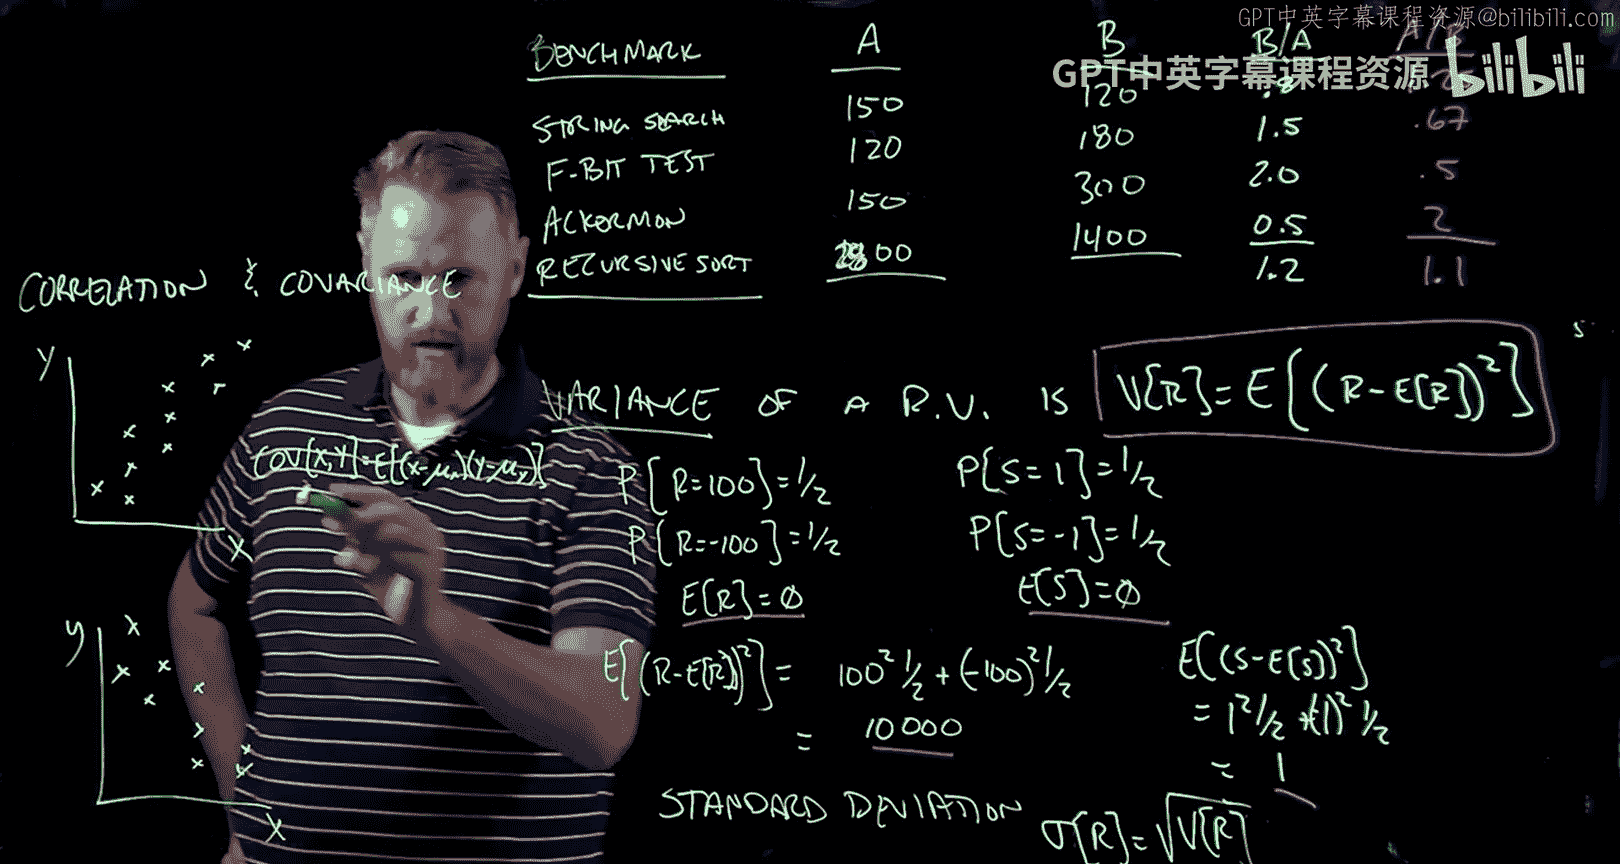 GPT中英字幕课程资源@bilibili.com
GPT中英字幕课程资源 bilibili
BENCHMARK A B B/A A/B
STRING SEARCH 150 120 .8
F-BIT TEST 120 180 1.5 .67
ACKERMON 150 300 2.0 .5
RECURSIVE SORT 00 1400 0.5 2
1.2 1.1
CORRELATION & COVARIANCE
Y
X
COV[X,Y]=E[(X-μx)(Y-μy)]
y
X
VARIANCE OF A R.V. IS V[R]=E[(R-E[R])²]
S
P[R=100]=1/2 P[S=1]=1/2
P[R=-100]=1/2 P[S=-1]=1/2
E[R]=0 E[S]=0
E[(R-E[R])²]= 100² 1/2 + (-100)² 1/2
= 10000
E[(S-E[S])²]
= 1² 1/2 + (-1)² 1/2
= 1
STANDARD DEVIATION σ[R]=√V[R]